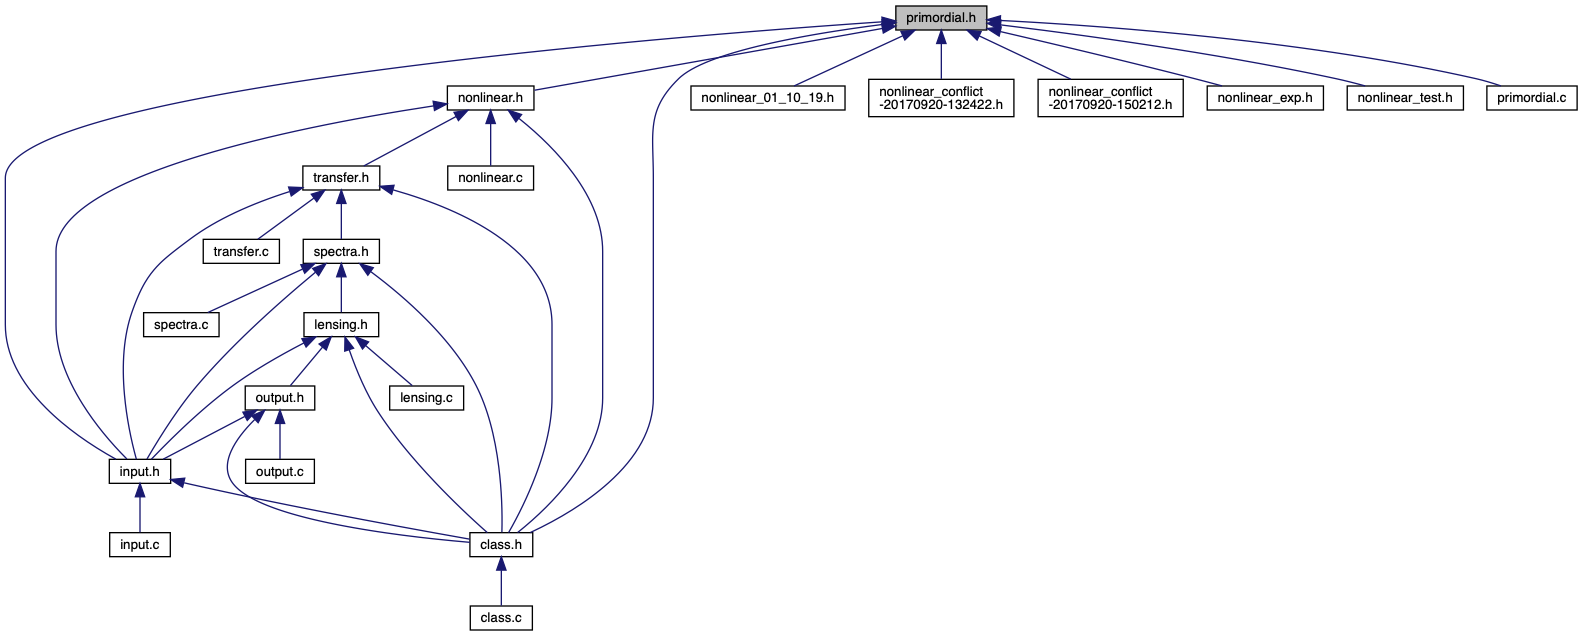 primordial.h
nonlinear.h
nonlinear_01_10_19.h
nonlinear_conflict
-20170920-132422.h
nonlinear_conflict
-20170920-150212.h
nonlinear_exp.h
nonlinear_test.h
primordial.c
transfer.h
nonlinear.c
transfer.c
spectra.h
spectra.c
lensing.h
output.h
lensing.c
input.h
output.c
input.c
class.h
class.c